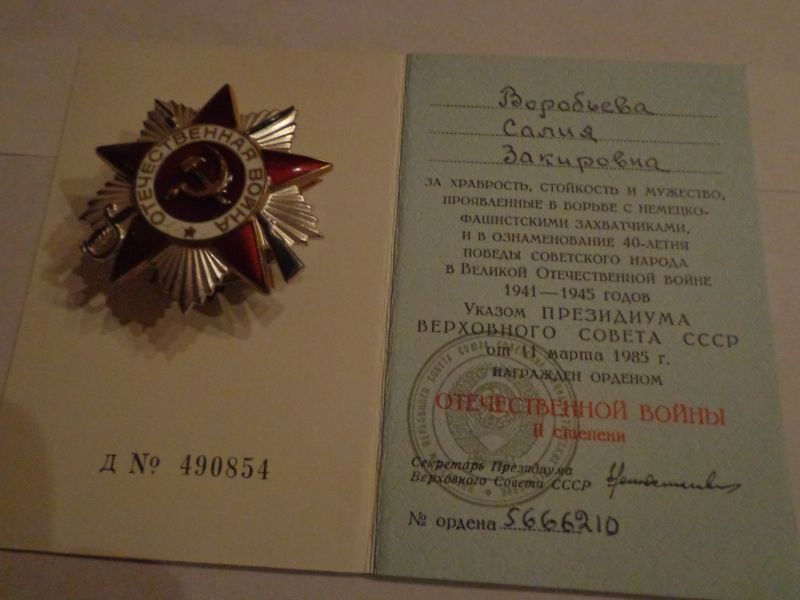 ОТЕЧЕСТВЕННАЯ ВОЙНА
Д № 490854
Воробьева
Салия
Закировна
ЗА ХРАБРОСТЬ, СТОЙКОСТЬ И МУЖЕСТВО,
ПРОЯВЛЕННЫЕ В БОРЬБЕ С НЕМЕЦКО-
ФАШИСТСКИМИ ЗАХВАТЧИКАМИ,
И В ОЗНАМЕНОВАНИЕ 40-ЛЕТИЯ
ПОБЕДЫ СОВЕТСКОГО НАРОДА
В ВЕЛИКОЙ ОТЕЧЕСТВЕННОЙ ВОЙНЕ
1941—1945 ГОДОВ
УКАЗОМ ПРЕЗИДИУМА
ВЕРХОВНОГО СОВЕТА СССР
от 11 марта 1985 г.
НАГРАЖДЕН ОРДЕНОМ
ОТЕЧЕСТВЕННОЙ ВОЙНЫ
II степени
Секретарь Президиума
Верховного Совета СССР
№ ордена 5666210